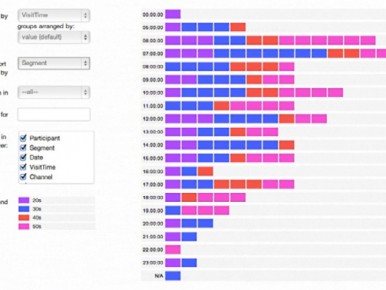 by VisitTime
groups arranged by:
value (default)
ort Segment
by
in --all--
for
in
er:
Participant
Segment
Date
VisitTime
Channel
nd
20s
30s
40s
50s
00:00:00
05:00:00
06:00:00
07:00:00
08:00:00
09:00:00
10:00:00
11:00:00
12:00:00
13:00:00
14:00:00
15:00:00
16:00:00
17:00:00
18:00:00
19:00:00
20:00:00
21:00:00
22:00:00
23:00:00
N/A